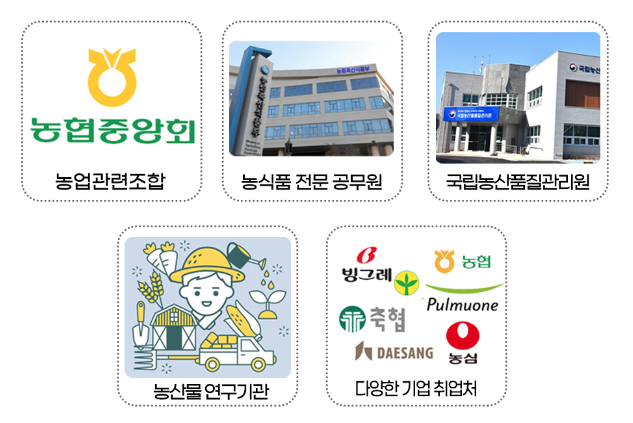 농협중앙회
농업관련조합
농림축산식품부
농식품 전문 공무원
국립농산
국립농산물품질관리원
국립농산품질관리원
농산물 연구기관
빙그레
농협
Pulmuone
축협
DAESANG
농심
다양한 기업 취업처